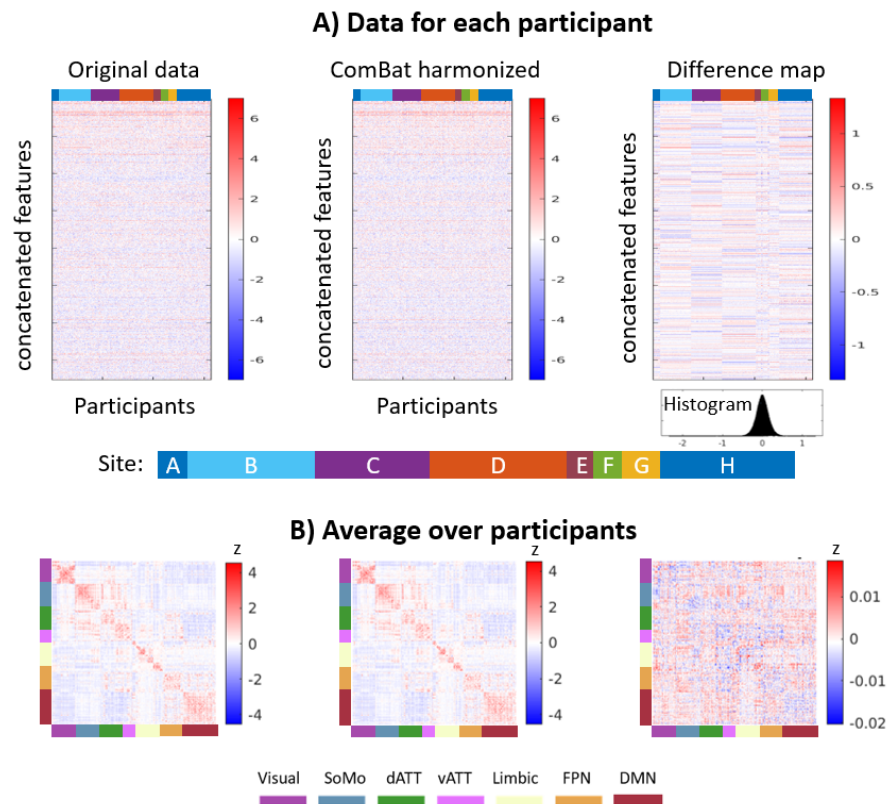 A) Data for each participant
Original data
ComBat harmonized
Difference map
concatenated features
6
4
2
0
-2
-4
-6
Participants
concatenated features
6
4
2
0
-2
-4
-6
Participants
concatenated features
1
0.5
0
-0.5
-1
Histogram
-2 -1 0 1
Site: A B C D E F G H
B) Average over participants
z
4
2
0
-2
-4
z
4
2
0
-2
-4
z
0.01
0
-0.01
-0.02
Visual SoMo dATT vATT Limbic FPN DMN